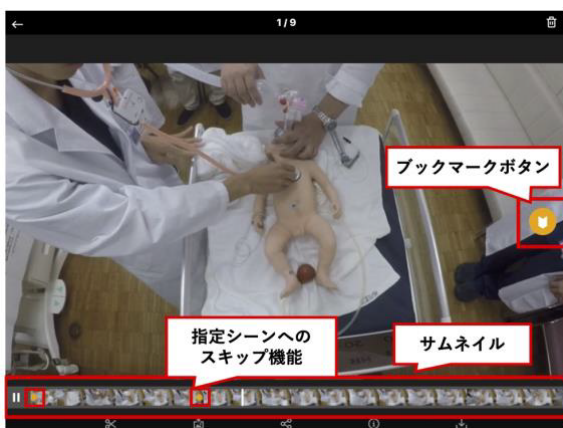 1/9
ブックマークボタン
指定シーンへの
スキップ機能
サムネイル